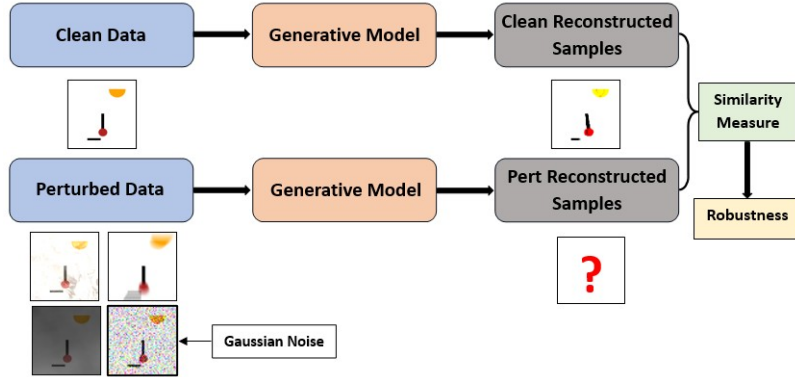 Clean Data
Generative Model
Clean Reconstructed
Samples
Similarity
Measure
Perturbed Data
Generative Model
Pert Reconstructed
Samples
Robustness
?
Gaussian Noise